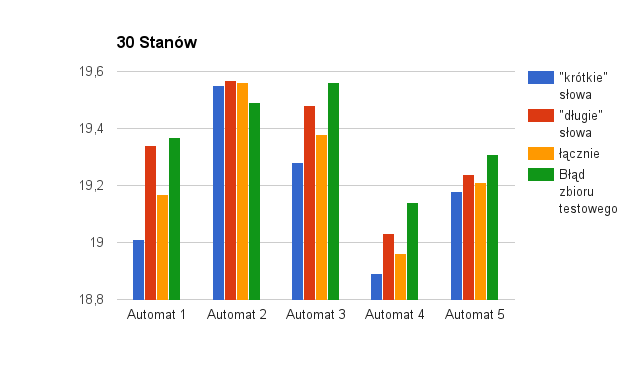 30 Stanów
19,6
19,4
19,2
19
18,8
Automat 1
Automat 2
Automat 3
Automat 4
Automat 5
"krótkie"
słowa
"długie"
słowa
łącznie
Błąd
zbioru
testowego